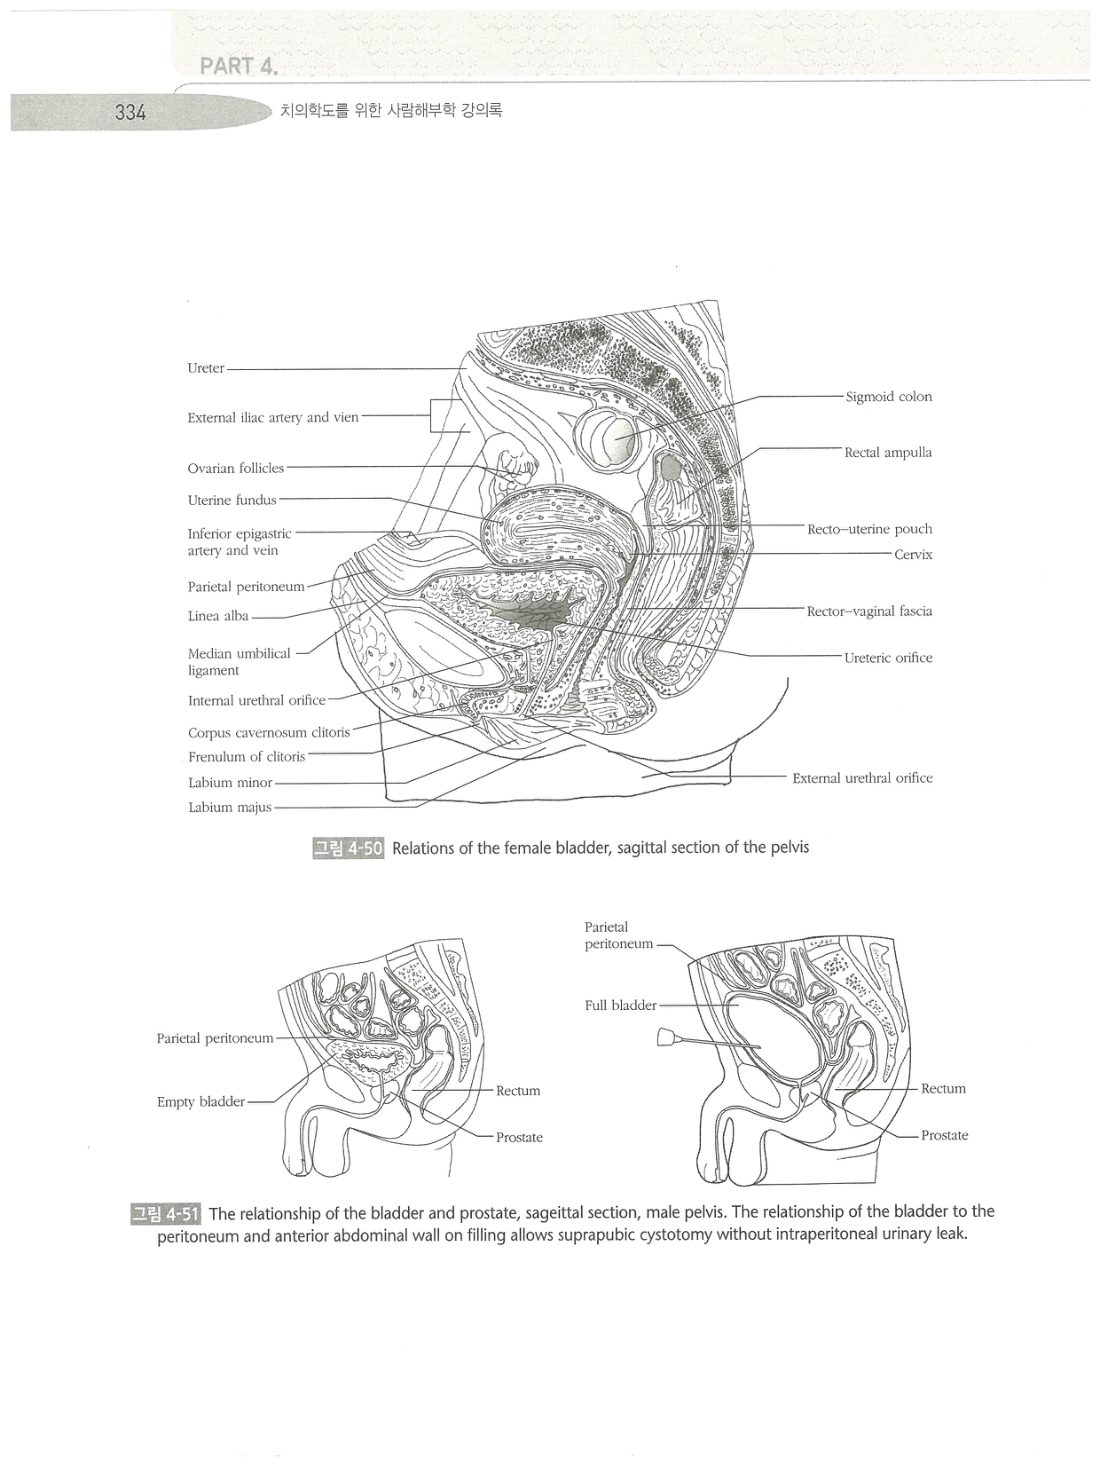 PART 4.
334
치의학도를 위한 사람해부학 강의록
Ureter
External iliac artery and vien
Ovarian follicles
Uterine fundus
Inferior epigastric
artery and vein
Parietal peritoneum
Linea alba
Median umbilical
ligament
Internal urethral orifice
Corpus cavernosum clitoris
Frenulum of clitoris
Labium minor
Labium majus
Sigmoid colon
Rectal ampulla
Recto–uterine pouch
Cervix
Rector–vaginal fascia
Ureteric orifice
External urethral orifice
그림 4-50 Relations of the female bladder, sagittal section of the pelvis
Parietal peritoneum
Empty bladder
Rectum
Prostate
Parietal
peritoneum
Full bladder
Rectum
Prostate
그림 4-51 The relationship of the bladder and prostate, sageittal section, male pelvis. The relationship of the bladder to the
peritoneum and anterior abdominal wall on filling allows suprapubic cystotomy without intraperitoneal urinary leak.